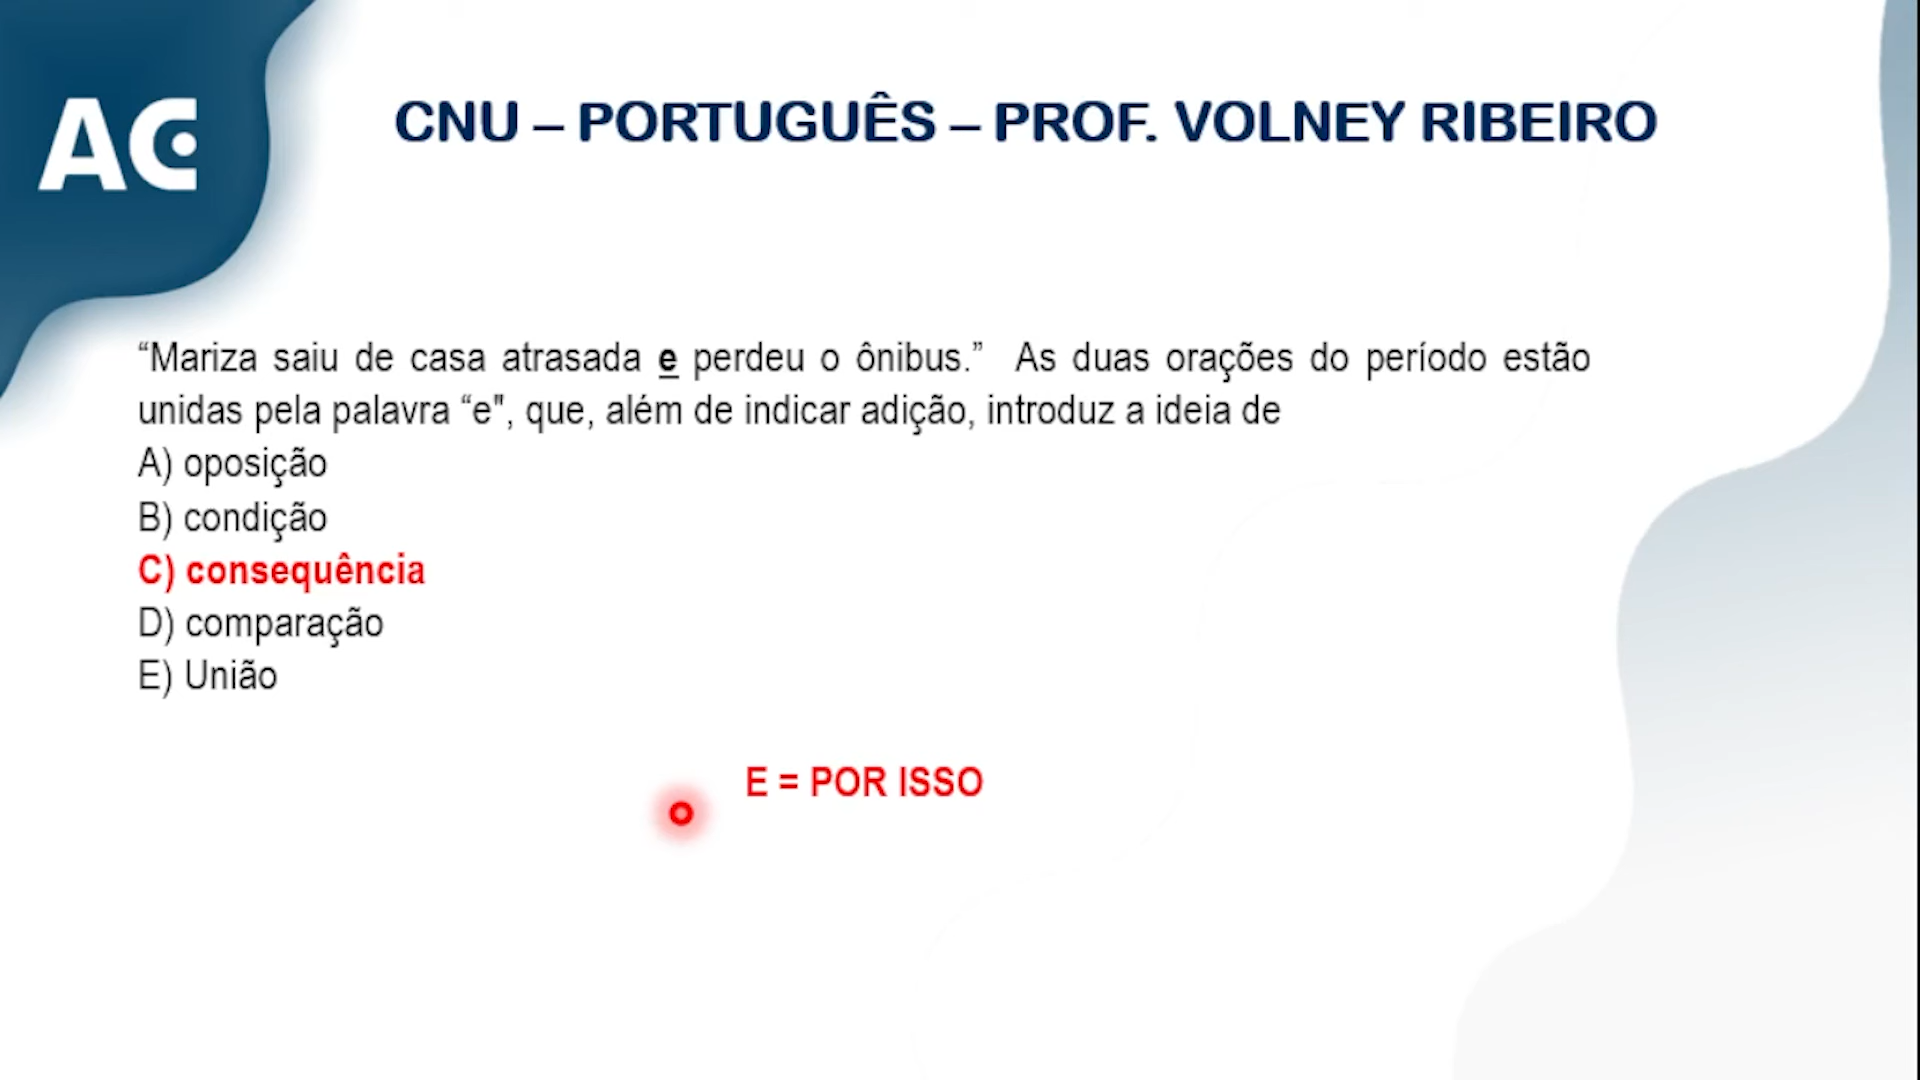 AC
CNU – PORTUGUÊS – PROF. VOLNEY RIBEIRO
“Mariza saiu de casa atrasada e perdeu o ônibus.” As duas orações do período estão
unidas pela palavra “e", que, além de indicar adição, introduz a ideia de
A) oposição
B) condição
C) consequência
D) comparação
E) União
E = POR ISSO